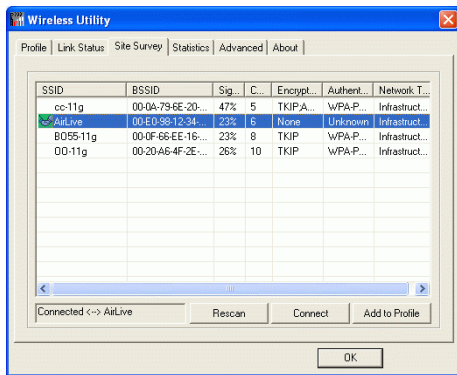 Wireless Utility
Profile Link Status Site Survey Statistics Advanced About
SSID BSSID Sig... C... Encrypt... Authent... Network T...
cc-11g 00-0A-79-6E-20-... 47% 5 TKIP;A... WPA-P... Infrastruct...
AirLive 00-E0-98-12-34-... 23% 6 None Unknown Infrastruct...
BO55-11g 00-0F-66-EE-16-... 23% 8 TKIP WPA-P... Infrastruct...
OO-11g 00-20-A6-4F-2E-... 26% 10 TKIP WPA-P... Infrastruct...
Connected <--> AirLive Rescan Connect Add to Profile
OK